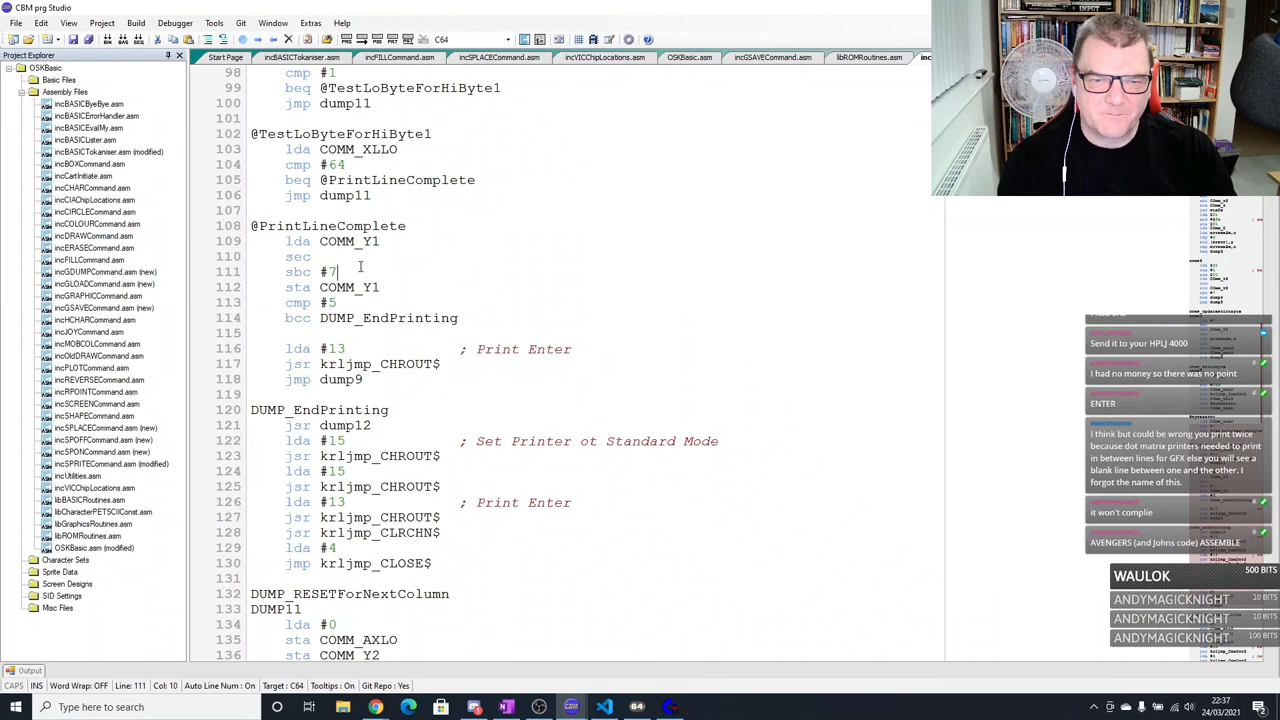 CBM prg Studio
File Edit View Project Build Debugger Tools Git Window Extras Help
C64
Project Explorer
Start Page incBASICTokaniser.asm incFILLCommand.asm incSPLACECommand.asm incVICChipLocations.asm OSKBasic.asm incGSAVECommand.asm libROMRoutines.asm inc
OSKBasic
Basic Files
Assembly Files
incBASICByeBye.asm
incBASICErrorHandler.asm
incBASICEvalMy.asm
incBASICLister.asm
incBASICTokaniser.asm (modified)
incBOXCommand.asm
incCartInitiate.asm
incCHARCommand.asm
incCIAChipLocations.asm
incCIRCLECommand.asm
incCOLOURCommand.asm
incDRAWCommand.asm
incERASECommand.asm
incFILLCommand.asm
incGDUMPCommand.asm (new)
incGLOADCommand.asm (new)
incGRAPHICCommand.asm
incGSAVECommand.asm (new)
incHCHARCommand.asm
incJOYCommand.asm
incMOBCOLCommand.asm
incOldDRAWCommand.asm
incPLOTCommand.asm
incREVERSECommand.asm
incRPOINTCommand.asm
incSCREENCommand.asm
incSHAPECommand.asm
incSPLACECommand.asm (new)
incSPOFFCommand.asm (new)
incSPONCommand.asm (new)
incSPRITECommand.asm (modified)
incUtilities.asm
incVICChipLocations.asm
libBASICRoutines.asm
libCharacterPETSCIIConst.asm
libGraphicsRoutines.asm
libROMRoutines.asm
OSKBasic.asm (modified)
Character Sets
Sprite Data
Screen Designs
SID Settings
Misc Files
98 cmp #1
99 beq @TestLoByteForHiByte1
100 jmp dump11
101
102 @TestLoByteForHiByte1
103 lda COMM_XLLO
104 cmp #64
105 beq @PrintLineComplete
106 jmp dump11
107
108 @PrintLineComplete
109 lda COMM_Y1
110 sec
111 sbc #7
112 sta COMM_Y1
113 cmp #5
114 bcc DUMP_EndPrinting
115
116 lda #13 ; Print Enter
117 jsr krljmp_CHROUT$
118 jmp dump9
119
120 DUMP_EndPrinting
121 jsr dump12
122 lda #15 ; Set Printer ot Standard Mode
123 jsr krljmp_CHROUT$
124 lda #15
125 jsr krljmp_CHROUT$
126 lda #13 ; Print Enter
127 jsr krljmp_CHROUT$
128 jsr krljmp_CLRCHN$
129 lda #4
130 jmp krljmp_CLOSE$
131
132 DUMP_RESETForNextColumn
133 DUMP11
134 lda #0
135 sta COMM_AXLO
136 sta COMM_Y2
INPUT
Send it to your HPLJ 4000
I had no money so there was no point
ENTER
I think but could be wrong you print twice
because dot matrix printers needed to print
in between lines for GFX else you will see a
blank line between one and the other. I
forgot the name of this.
it won't complie
AVENGERS (and Johns code) ASSEMBLE
WAULOK 500 BITS
ANDYMAGICKNIGHT 10 BITS
ANDYMAGICKNIGHT 10 BITS
ANDYMAGICKNIGHT 100 BITS
Output
CAPS INS Word Wrap: OFF Line: 111 Col: 10 Auto Line Num : On Target : C64 Tooltips : On Git Repo : Yes
Type here to search
22:37
24/03/2021